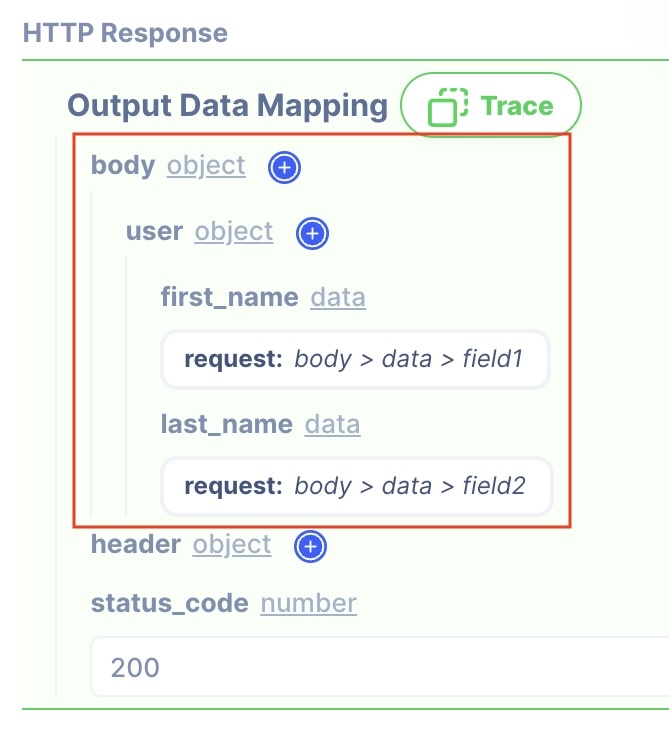 HTTP Response
Output Data Mapping Trace
body object
user object
first_name data
request: body > data > field1
last_name data
request: body > data > field2
header object
status_code number
200